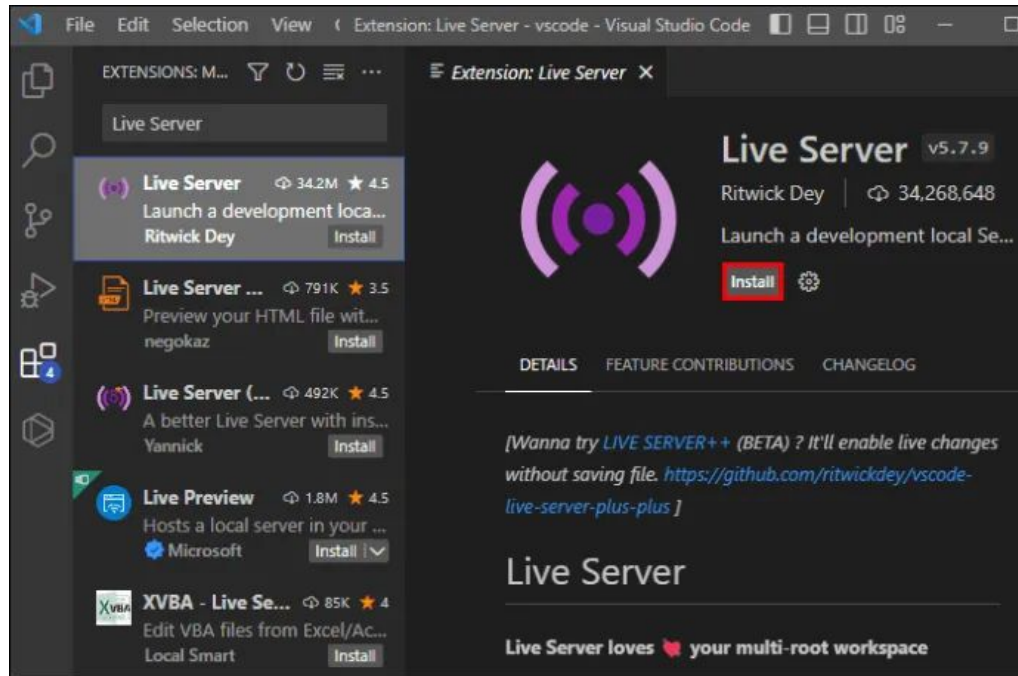 File Edit Selection View Extension: Live Server - vscode - Visual Studio Code
EXTENSIONS: M...
Live Server
Live Server 34.2M 4.5
Launch a development loca...
Ritwick Dey Install
Live Server ... 791K 3.5
Preview your HTML file wit...
negokaz Install
Live Server (... 492K 4.5
A better Live Server with ins...
Yannick Install
Live Preview 1.8M 4.5
Hosts a local server in your ...
Microsoft Install
XVBA - Live Se... 85K 4
Edit VBA files from Excel/Ac...
Local Smart Install
4
XVBA
Extension: Live Server
Live Server v5.7.9
Ritwick Dey 34,268,648
Launch a development local Se...
Install
DETAILS FEATURE CONTRIBUTIONS CHANGELOG
[Wanna try LIVE SERVER++ (BETA) ? It'll enable live changes
without saving file. https://github.com/ritwickdey/vscode-
live-server-plus-plus ]
Live Server
Live Server loves 💘 your multi-root workspace